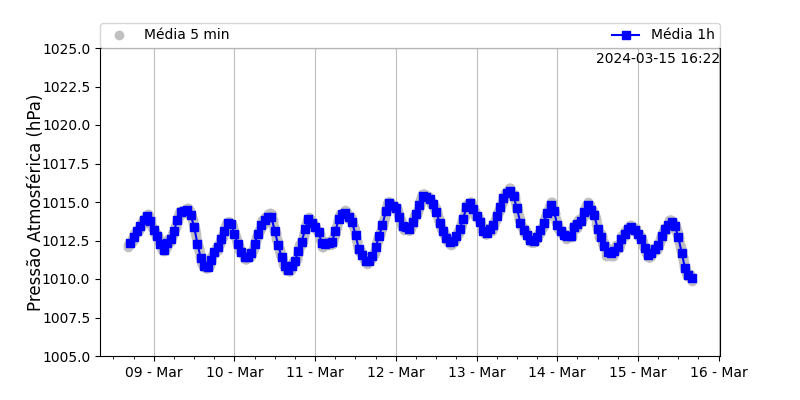 Média 5 min
Média 1h
2024-03-15 16:22
Pressão Atmosférica (hPa)
1025.0
1022.5
1020.0
1017.5
1015.0
1012.5
1010.0
1007.5
1005.0
09 - Mar
10 - Mar
11 - Mar
12 - Mar
13 - Mar
14 - Mar
15 - Mar
16 - Mar